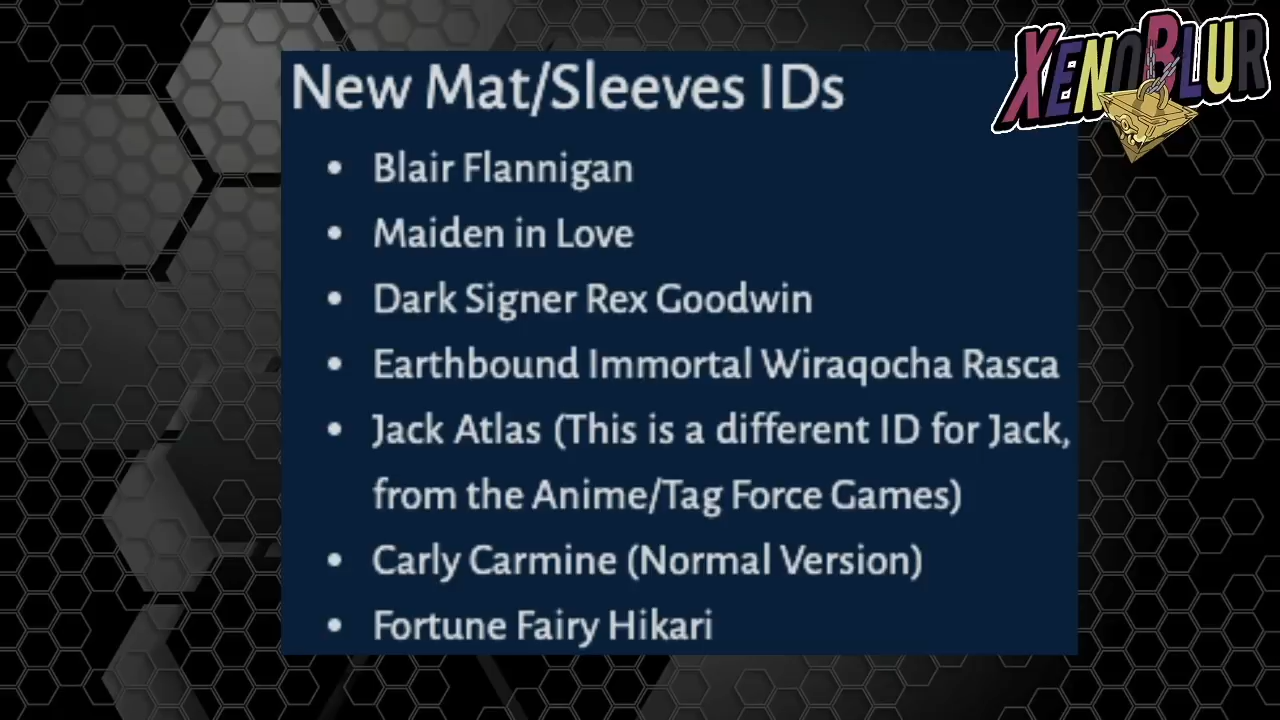 XENOBLUR
New Mat/Sleeves IDs
• Blair Flannigan
• Maiden in Love
• Dark Signer Rex Goodwin
• Earthbound Immortal Wiraqocha Rasca
• Jack Atlas (This is a different ID for Jack,
from the Anime/Tag Force Games)
• Carly Carmine (Normal Version)
• Fortune Fairy Hikari